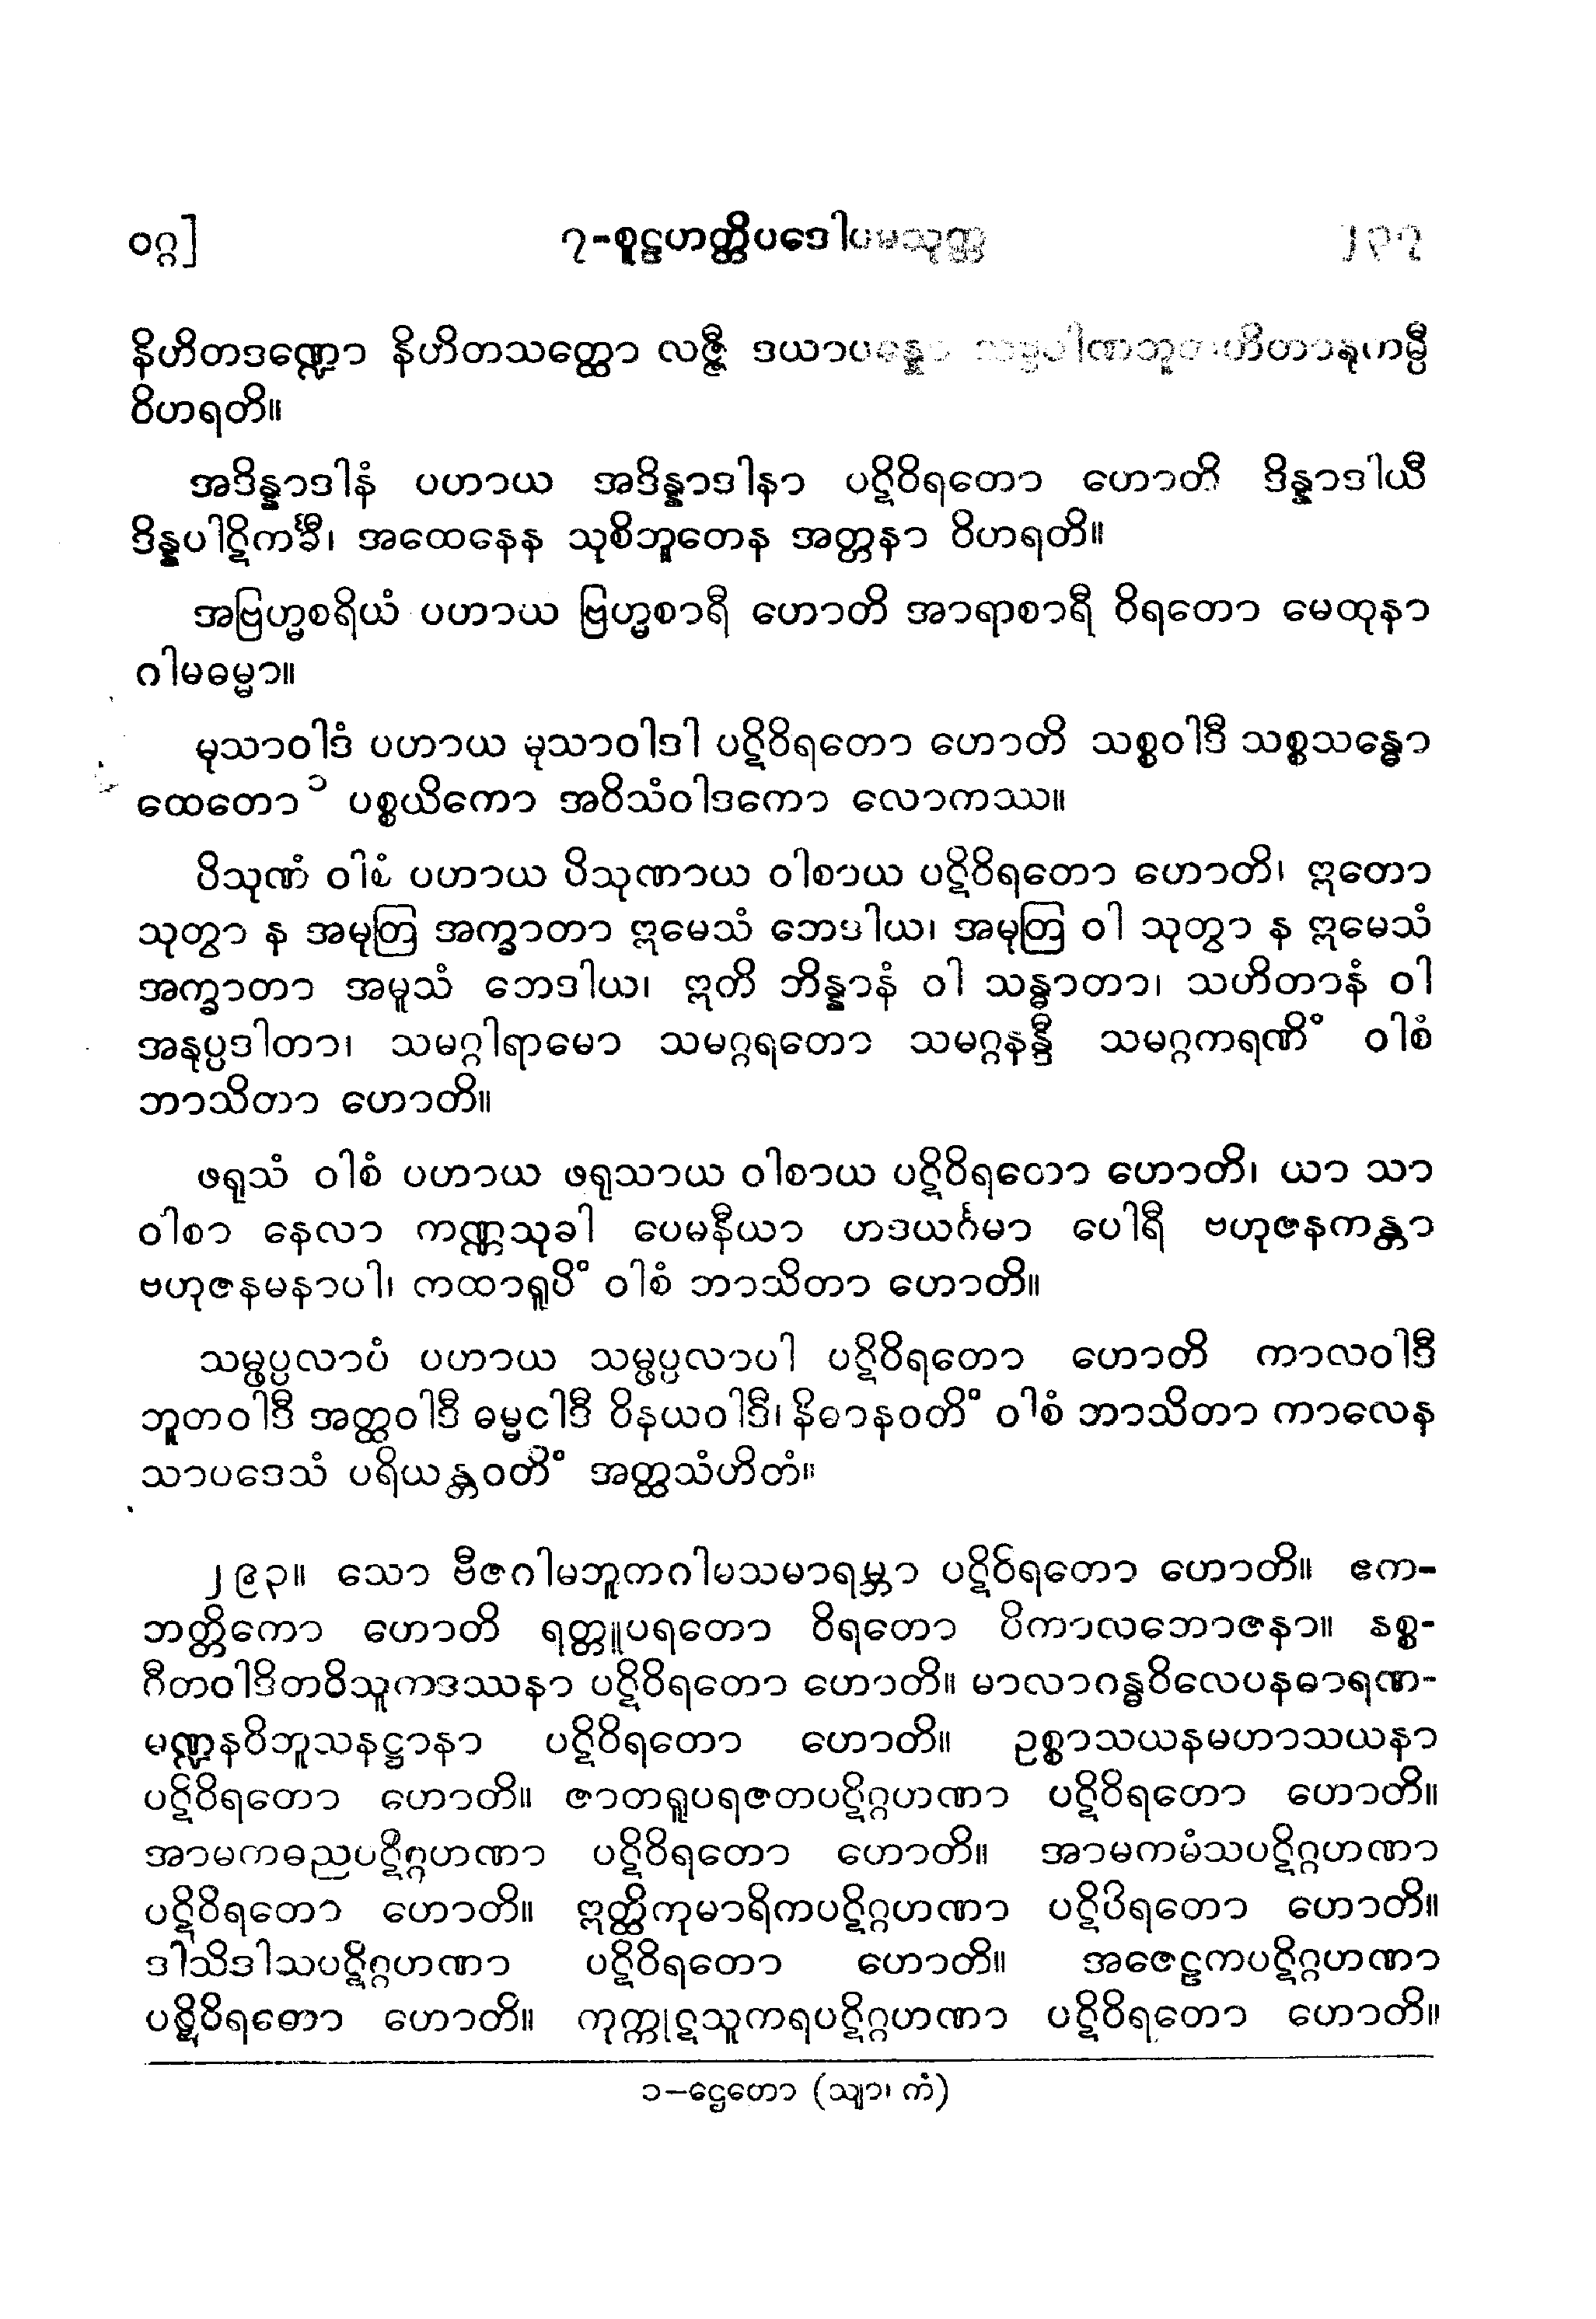 ဝဂ္ဂ] ၇-စူဠဟတ္ထိပဒေါပမသုတ္တ ၂၃၇
နိဟိတဒဏ္ဍော နိဟိတသတ္ထော လဇ္ဇီ ဒယာပန္နော သဗ္ဗပါဏဘူတဟိတာနုကမ္ပီ
ဝိဟရတိ။
အဒိန္နာဒါနံ ပဟာယ အဒိန္နာဒါနာ ပဋိဝိရတော ဟောတိ ဒိန္နာဒါယီ
ဒိန္နပါဋိကင်္ခီ၊ အထေနေန သုစိဘူတေန အတ္တနာ ဝိဟရတိ။
အဗြဟ္မစရိယံ ပဟာယ ဗြဟ္မစာရီ ဟောတိ အာရာစာရီ ဝိရတော မေထုနာ
ဂါမဓမ္မာ။
မုသာဝါဒံ ပဟာယ မုသာဝါဒါ ပဋိဝိရတော ဟောတိ သစ္စဝါဒီ သစ္စသန္ဓော
ထေတော ၁ ပစ္စယိကော အဝိသံဝါဒကော လောကဿ။
ပိသုဏံ ဝါစံ ပဟာယ ပိသုဏာယ ဝါစာယ ပဋိဝိရတော ဟောတိ၊ ဣတော
သုတွာ န အမုတြ အက္ခာတာ ဣမေသံ ဘေဒါယ၊ အမုတြ ဝါ သုတွာ န ဣမေသံ
အက္ခာတာ အမူသံ ဘေဒါယ၊ ဣတိ ဘိန္နာနံ ဝါ သန္ဓာတာ၊ သဟိတာနံ ဝါ
အနုပ္ပဒါတာ၊ သမဂ္ဂါရာမော သမဂ္ဂရတော သမဂ္ဂနန္ဒီ သမဂ္ဂကရဏိံ ဝါစံ
ဘာသိတာ ဟောတိ။
ဖရုသံ ဝါစံ ပဟာယ ဖရုသာယ ဝါစာယ ပဋိဝိရတော ဟောတိ၊ ယာ သာ
ဝါစာ နေလာ ကဏ္ဏသုခါ ပေမနီယာ ဟဒယင်္ဂမာ ပေါရီ ဗဟုဇနကန္တာ
ဗဟုဇနမနာပါ၊ ကထာရူပိံ ဝါစံ ဘာသိတာ ဟောတိ။
သမ္ဖပ္ပလာပံ ပဟာယ သမ္ဖပ္ပလာပါ ပဋိဝိရတော ဟောတိ ကာလဝါဒီ
ဘူတဝါဒီ အတ္ထဝါဒီ ဓမ္မဝါဒီ ဝိနယဝါဒီ၊ နိဓာနဝတိံ ဝါစံ ဘာသိတာ ကာလေန
သာပဒေသံ ပရိယန္တဝတိံ အတ္ထသံဟိတံ။
၂၉၃။ သော ဗီဇဂါမဘူတဂါမသမာရမ္ဘာ ပဋိဝိရတော ဟောတိ။ ဧက-
ဘတ္တိကော ဟောတိ ရတ္တူပရတော ဝိရတော ဝိကာလဘောဇနာ။ နစ္စ-
ဂီတဝါဒိတဝိသူကဒဿနာ ပဋိဝိရတော ဟောတိ။ မာလာဂန္ဓဝိလေပနဓာရဏ-
မဏ္ဍနဝိဘူသနဋ္ဌာနာ ပဋိဝိရတော ဟောတိ။ ဥစ္စာသယနမဟာသယနာ
ပဋိဝိရတော ဟောတိ။ ဇာတရူပရဇတပဋိဂ္ဂဟဏာ ပဋိဝိရတော ဟောတိ။
အာမကဓညပဋိဂ္ဂဟဏာ ပဋိဝိရတော ဟောတိ။ အာမကမံသပဋိဂ္ဂဟဏာ
ပဋိဝိရတော ဟောတိ။ ဣတ္ထိကုမာရိကပဋိဂ္ဂဟဏာ ပဋိဝိရတော ဟောတိ။
ဒါသိဒါသပဋိဂ္ဂဟဏာ ပဋိဝိရတော ဟောတိ။ အဇေဠကပဋိဂ္ဂဟဏာ
ပဋိဝိရတော ဟောတိ။ ကုက္ကုဋသူကရပဋိဂ္ဂဟဏာ ပဋိဝိရတော ဟောတိ။
၁-ဌေတော (သျာ၊ ကံ)